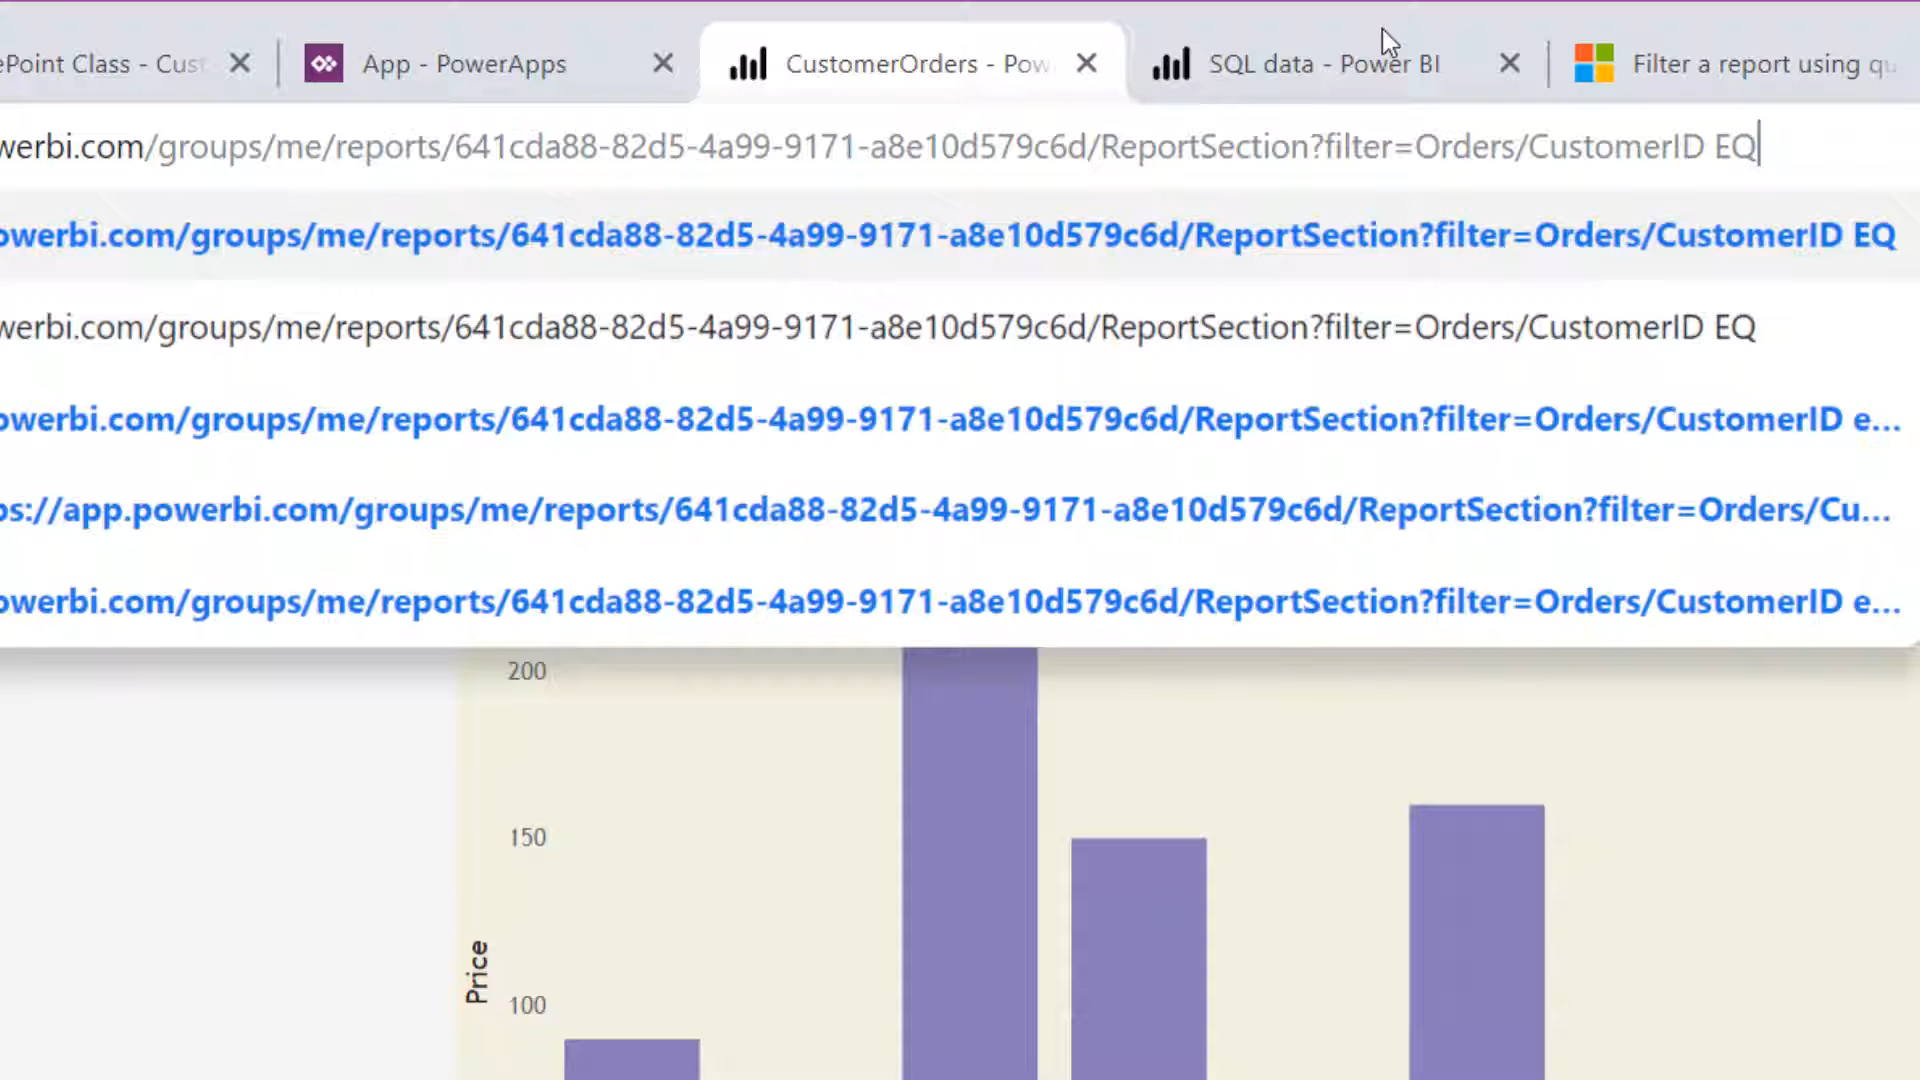 ePoint Class - Cust
App - PowerApps
CustomerOrders - Pow
SQL data - Power BI
Filter a report using qu
werbi.com/groups/me/reports/641cda88-82d5-4a99-9171-a8e10d579c6d/ReportSection?filter=Orders/CustomerID EQ
owerbi.com/groups/me/reports/641cda88-82d5-4a99-9171-a8e10d579c6d/ReportSection?filter=Orders/CustomerID EQ
werbi.com/groups/me/reports/641cda88-82d5-4a99-9171-a8e10d579c6d/ReportSection?filter=Orders/CustomerID EQ
owerbi.com/groups/me/reports/641cda88-82d5-4a99-9171-a8e10d579c6d/ReportSection?filter=Orders/CustomerID e...
ps://app.powerbi.com/groups/me/reports/641cda88-82d5-4a99-9171-a8e10d579c6d/ReportSection?filter=Orders/Cu...
owerbi.com/groups/me/reports/641cda88-82d5-4a99-9171-a8e10d579c6d/ReportSection?filter=Orders/CustomerID e...
200
150
Price
100